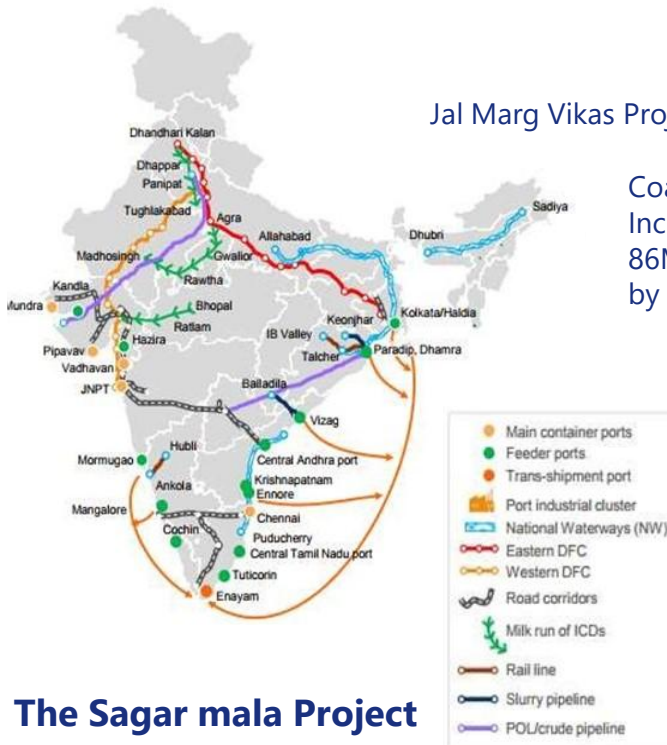 Jal Marg Vikas Proj
Coa
Inc
86M
by
Dhandhari Kalan
Dhappar
Panipat
Tughlakabad
Agra
Allahabad
Dhubri
Sadiya
Madhosingh
Gwalior
Rawtha
Kandla
Mundra
Bhopal
Ratlam
Hazira
Pipavav
Vadhavan
JNPT
Keonjhar
Kolkata/Haldia
IB Valley
Talcher
Paradip, Dhamra
Bailadila
Vizag
Hubli
Mormugao
Central Andhra port
Ankola
Krishnapatnam
Ennore
Mangalore
Chennai
Cochin
Puducherry
Central Tamil Nadu port
Tuticorin
Enayam
Main container ports
Feeder ports
Trans-shipment port
Port industrial cluster
National Waterways (NW)
Eastern DFC
Western DFC
Road corridors
Milk run of ICDs
Rail line
Slurry pipeline
POL/crude pipeline
The Sagar mala Project